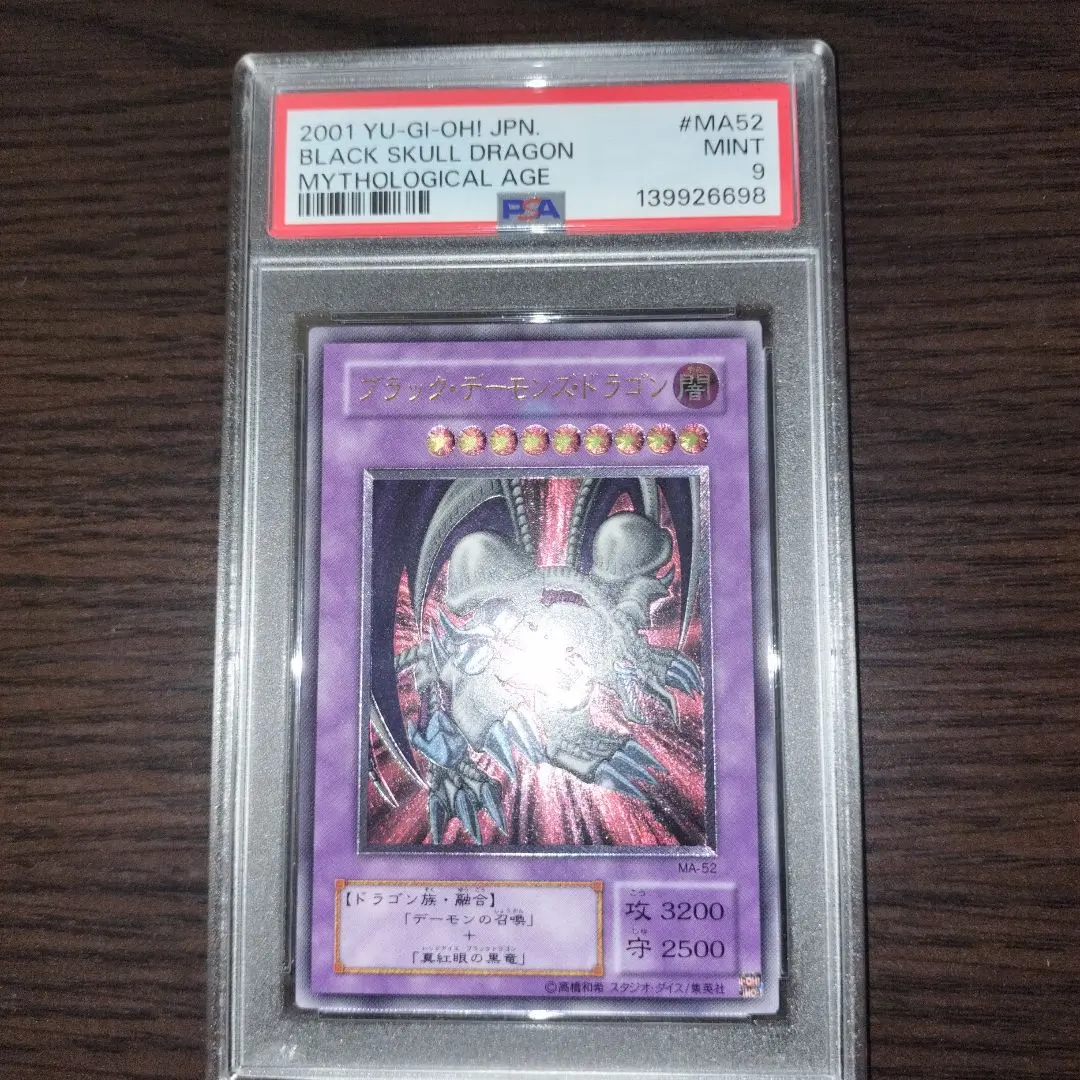 2001 YU-GI-OH! JPN.
#MA52
BLACK SKULL DRAGON
MINT
MYTHOLOGICAL AGE
9
PSA
139926698
ブラック・デーモンズ・ドラゴン
闇
MA-52
【ドラゴン族・融合】
「デーモンの召喚」
+
「真紅眼の黒竜」
攻 3200
守 2500
©高橋和希 スタジオ・ダイス/集英社